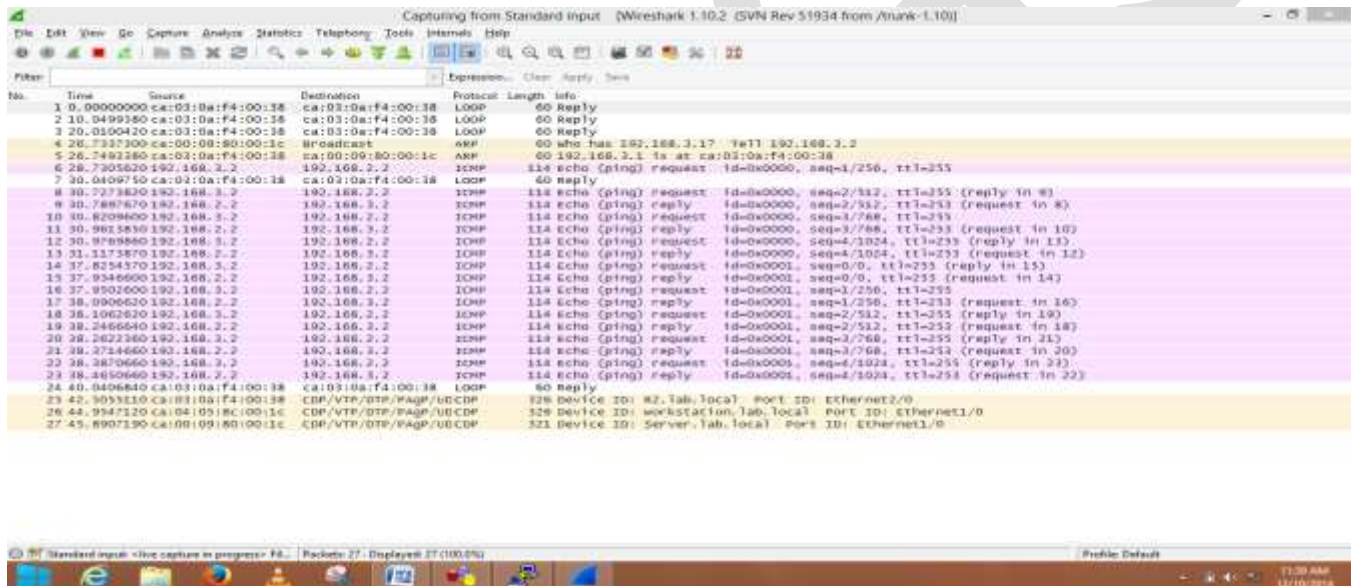 Capturing from Standard input [Wireshark 1.10.2 (SVN Rev 51934 from /trunk-1.10)]
File Edit View Go Capture Analyze Statistics Telephony Tools Internals Help
Filter: Expression... Clear Apply Save
No. Time Source Destination Protocol Length Info
1 0.00000000 ca:03:0a:f4:00:38 ca:03:0a:f4:00:38 LOOP 60 Reply
2 10.0499380 ca:03:0a:f4:00:38 ca:03:0a:f4:00:38 LOOP 60 Reply
3 20.0100420 ca:03:0a:f4:00:38 ca:03:0a:f4:00:38 LOOP 60 Reply
4 ca:00:09:80:00:1c Broadcast ARP 60 who has 192.168.3.1? Tell 192.168.3.2
5 ca:03:0a:f4:00:38 ca:00:09:80:00:1c ARP 60 192.168.3.1 is at ca:03:0a:f4:00:38
6 28.7305620 192.168.3.2 192.168.2.2 ICMP 114 Echo (ping) request id=0x0000, seq=1/256, ttl=255
7 30.0409750 ca:03:0a:f4:00:38 ca:03:0a:f4:00:38 LOOP 60 Reply
8 30.7273820 192.168.3.2 192.168.2.2 ICMP 114 Echo (ping) request id=0x0000, seq=2/512, ttl=255 (reply in 9)
9 30.7897670 192.168.2.2 192.168.3.2 ICMP 114 Echo (ping) reply id=0x0000, seq=2/512, ttl=253 (request in 8)
10 30.8209600 192.168.3.2 192.168.2.2 ICMP 114 Echo (ping) request id=0x0000, seq=3/768, ttl=255
11 30.9613850 192.168.2.2 192.168.3.2 ICMP 114 Echo (ping) reply id=0x0000, seq=3/768, ttl=253 (request in 10)
12 30.9769860 192.168.3.2 192.168.2.2 ICMP 114 Echo (ping) request id=0x0000, seq=4/1024, ttl=255 (reply in 13)
13 31.1173870 192.168.2.2 192.168.3.2 ICMP 114 Echo (ping) reply id=0x0000, seq=4/1024, ttl=253 (request in 12)
14 37.8254570 192.168.3.2 192.168.2.2 ICMP 114 Echo (ping) request id=0x0001, seq=0/0, ttl=255 (reply in 15)
15 37.9346600 192.168.2.2 192.168.3.2 ICMP 114 Echo (ping) reply id=0x0001, seq=0/0, ttl=253 (request in 14)
16 37.9502600 192.168.3.2 192.168.2.2 ICMP 114 Echo (ping) request id=0x0001, seq=1/256, ttl=255
17 38.0906620 192.168.2.2 192.168.3.2 ICMP 114 Echo (ping) reply id=0x0001, seq=1/256, ttl=253 (request in 16)
18 38.1062620 192.168.3.2 192.168.2.2 ICMP 114 Echo (ping) request id=0x0001, seq=2/512, ttl=255 (reply in 19)
19 38.2466640 192.168.2.2 192.168.3.2 ICMP 114 Echo (ping) reply id=0x0001, seq=2/512, ttl=253 (request in 18)
20 38.2622360 192.168.3.2 192.168.2.2 ICMP 114 Echo (ping) request id=0x0001, seq=3/768, ttl=255 (reply in 21)
21 38.3714660 192.168.2.2 192.168.3.2 ICMP 114 Echo (ping) reply id=0x0001, seq=3/768, ttl=253 (request in 20)
22 38.3870660 192.168.3.2 192.168.2.2 ICMP 114 Echo (ping) request id=0x0001, seq=4/1024, ttl=255 (reply in 23)
23 38.4650660 192.168.2.2 192.168.3.2 ICMP 114 Echo (ping) reply id=0x0001, seq=4/1024, ttl=253 (request in 22)
24 40.0406840 ca:03:0a:f4:00:38 ca:03:0a:f4:00:38 LOOP 60 Reply
25 42.5055110 ca:03:0a:f4:00:38 CDP/VTP/DTP/PAgP/UD CDP 326 Device ID: R2.lab.local Port ID: Ethernet2/0
26 44.9547120 ca:04:05:8c:00:1c CDP/VTP/DTP/PAgP/UD CDP 329 Device ID: workstation.lab.local Port ID: Ethernet1/0
27 45.8907190 ca:00:09:80:00:1c CDP/VTP/DTP/PAgP/UD CDP 321 Device ID: Server.lab.local Port ID: Ethernet1/0
Standard input: <live capture in progress> Fil... Packets: 27 · Displayed: 27 (100.0%) Profile: Default
11:39 AM
12/10/2014